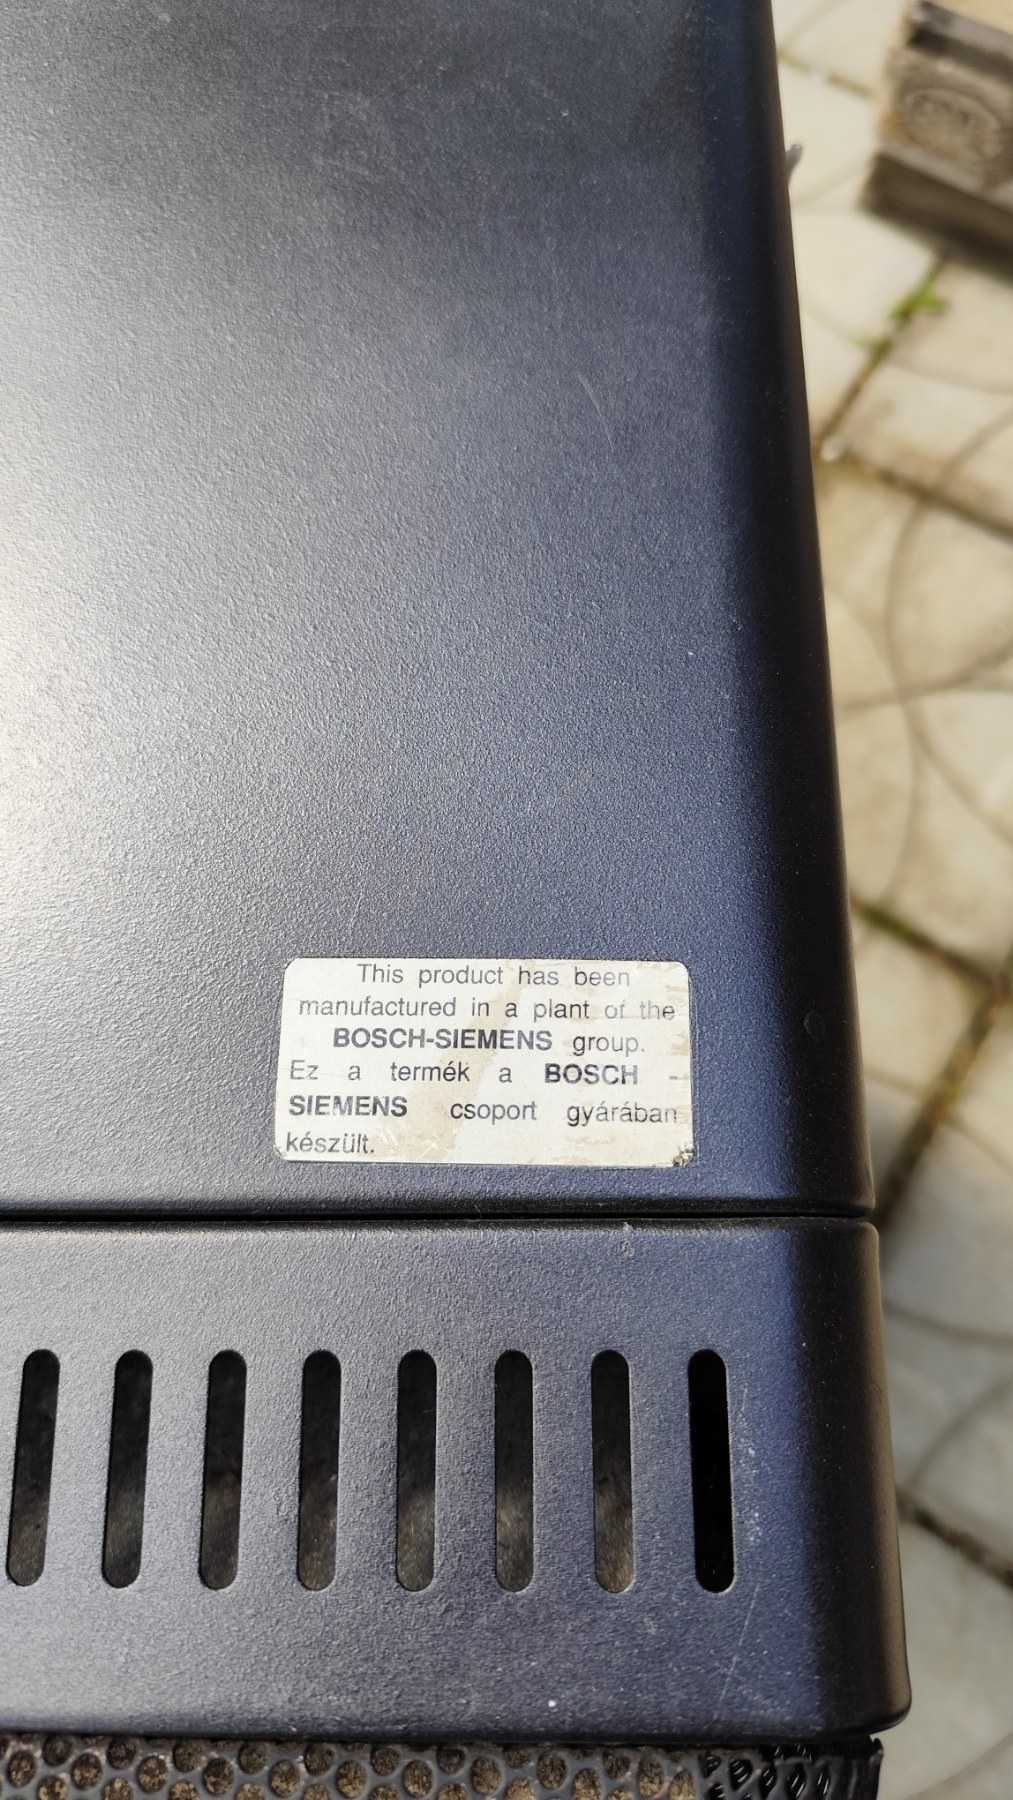 This product has been
manufactured in a plant of the
BOSCH-SIEMENS group.
Ez a termék a BOSCH -
SIEMENS csoport gyárában
készült.